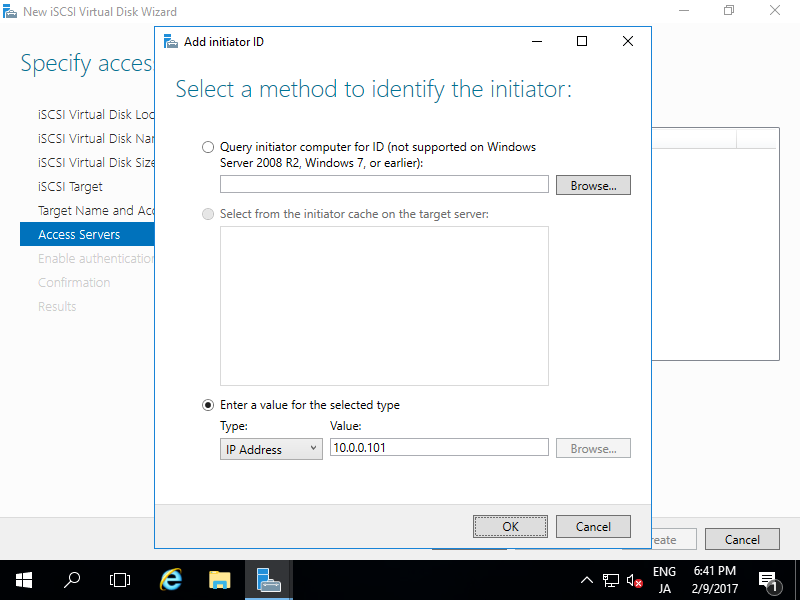 New iSCSI Virtual Disk Wizard
Specify acces
iSCSI Virtual Disk Loc
iSCSI Virtual Disk Nar
iSCSI Virtual Disk Size
iSCSI Target
Target Name and Acc
Access Servers
Enable authentication
Confirmation
Results
Add initiator ID
Select a method to identify the initiator:
Query initiator computer for ID (not supported on Windows
Server 2008 R2, Windows 7, or earlier):
Browse...
Select from the initiator cache on the target server:
Enter a value for the selected type
Type:
Value:
IP Address
10.0.0.101
Browse...
OK
Cancel
reate
Cancel
ENG
JA
6:41 PM
2/9/2017
1